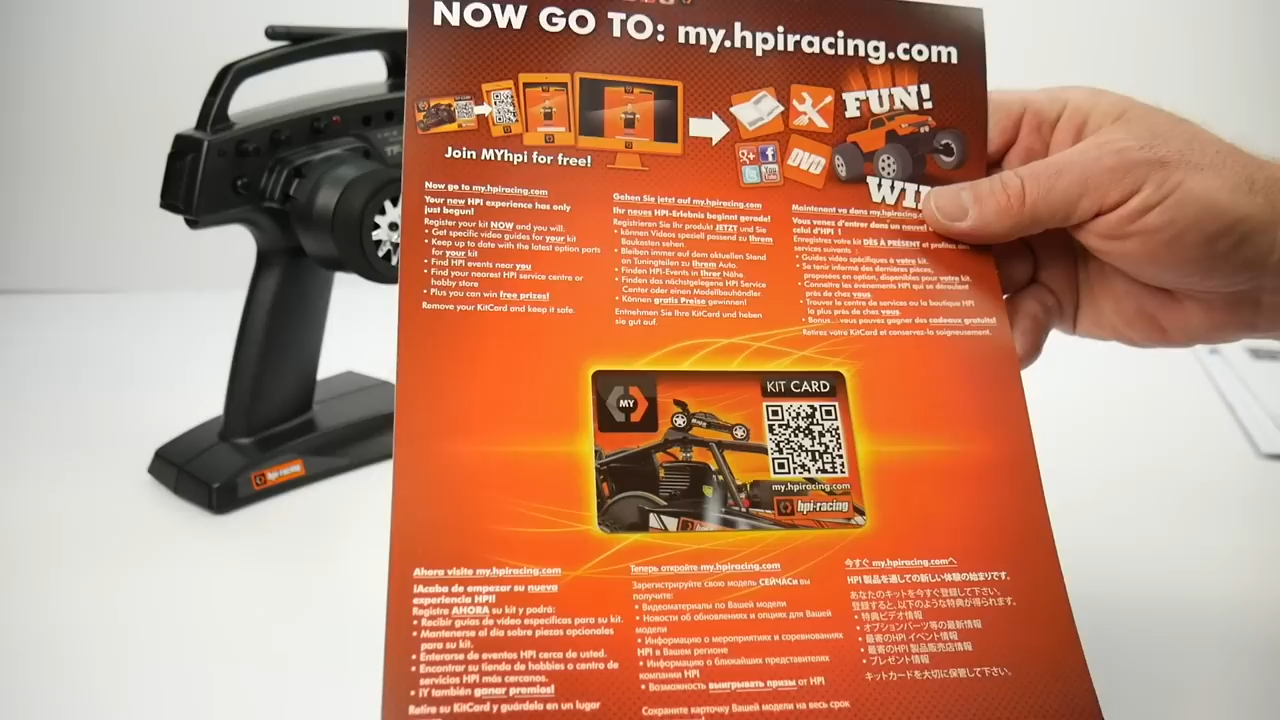 NOW GO TO: my.hpiracing.com
FUN!
Join MYhpi for free!
DVD
You
Now go to my.hpiracing.com
Your new HPI experience has only
just begun!
Register your kit NOW and you will:
• Get specific video guides for your kit
• Keep up to date with the latest option parts
for your kit
• Find HPI events near you
• Find your nearest HPI service centre or
hobby store
• Plus you can win free prizes!
Remove your KitCard and keep it safe.
Gehen Sie jetzt auf my.hpiracing.com
Ihr neues HPI-Erlebnis beginnt gerade!
Registrieren Sie Ihr produkt JETZT und Sie
• können Videos speziell passend zu Ihrem
Baukasten sehen.
• Bleiben immer auf dem aktuellen Stand
an Tuningteilen zu Ihrem Auto.
• Finden HPI-Events in Ihrer Nähe.
• Finden das nächstgelegene HPI Service
Center oder einen Modellbauhändler
• Können gratis Preise gewinnen!
Entnehmen Sie Ihre KitCard und heben
sie gut auf.
Maintenant va dans my.hpiracing.
Vous venez d'entrer dans un nouvel
celui d'HPI !
Enregistrez votre kit DÈS À PRÉSENT et profitez des
services suivants :
• Guides vidéo spécifiques à votre kit.
• Se tenir informé des dernières pièces,
proposées en option, disponibles pour votre kit.
• Connaître les événements HPI qui se déroulent
près de chez vous.
• Trouver le centre de services ou la boutique HPI
la plus près de chez vous.
• Bonus...vous pouvez gagner des cadeaux gratuits!
Retirez votre KitCard et conservez-la soigneusement.
MY
KIT CARD
my.hpiracing.com
hpi-racing
hpi-racing
Ahora visite my.hpiracing.com
¡Acaba de empezar su nueva
experiencia HPI!
Registre AHORA su kit y podrá:
• Recibir guías de vídeo específicas para su kit.
• Mantenerse al día sobre piezas opcionales
para su kit.
• Enterarse de eventos HPI cerca de usted.
• Encontrar su tienda de hobbies o centro de
servicios HPI más cercanos.
• ¡Y también ganar premios!
Retire su KitCard y guárdela en un lugar
Теперь откройте my.hpiracing.com
Зарегистрируйте свою модель СЕЙЧАСи вы
получите:
• Видеоматериалы по Вашей модели
• Новости об обновлениях и опциях для Вашей
модели
• Информацию о мероприятиях и соревнованиях
HPI в Вашем регионе
• Информацию о ближайших представителях
компании HPI
• Возможность выигрывать призы от HPI
Сохраните карточку Вашей модели на весь срок
今すぐ my.hpiracing.comへ
HPI 製品を通しての新しい体験の始まりです。
あなたのキットを今すぐ登録して下さい。
登録すると、以下のような特典が得られます。
• 特典ビデオ情報
• オプションパーツ等の最新情報
• 最寄のHPI イベント情報
• 最寄のHPI 製品販売店情報
• プレゼント情報
キットカードを大切に保管して下さい。